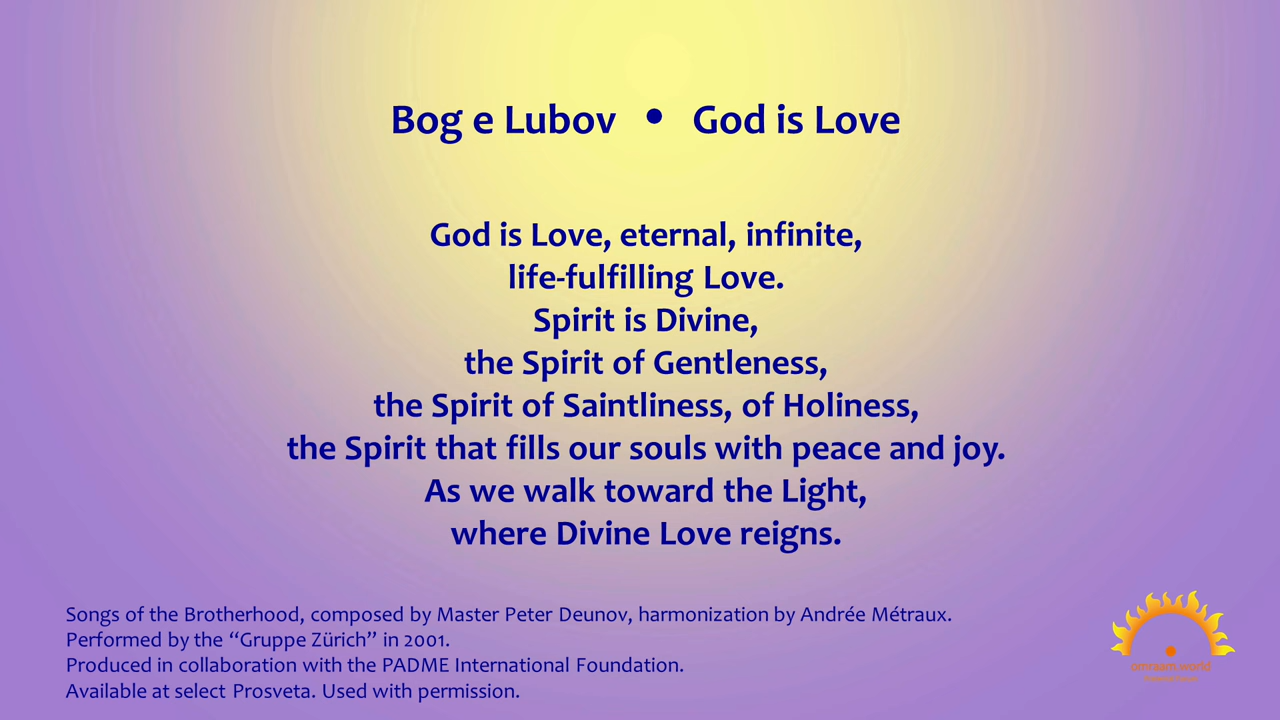 Bog e Lubov • God is Love
God is Love, eternal, infinite,
life-fulfilling Love.
Spirit is Divine,
the Spirit of Gentleness,
the Spirit of Saintliness, of Holiness,
the Spirit that fills our souls with peace and joy.
As we walk toward the Light,
where Divine Love reigns.
Songs of the Brotherhood, composed by Master Peter Deunov, harmonization by Andrée Métraux.
Performed by the “Gruppe Zürich” in 2001.
Produced in collaboration with the PADME International Foundation.
Available at select Prosveta. Used with permission.
omraam.world